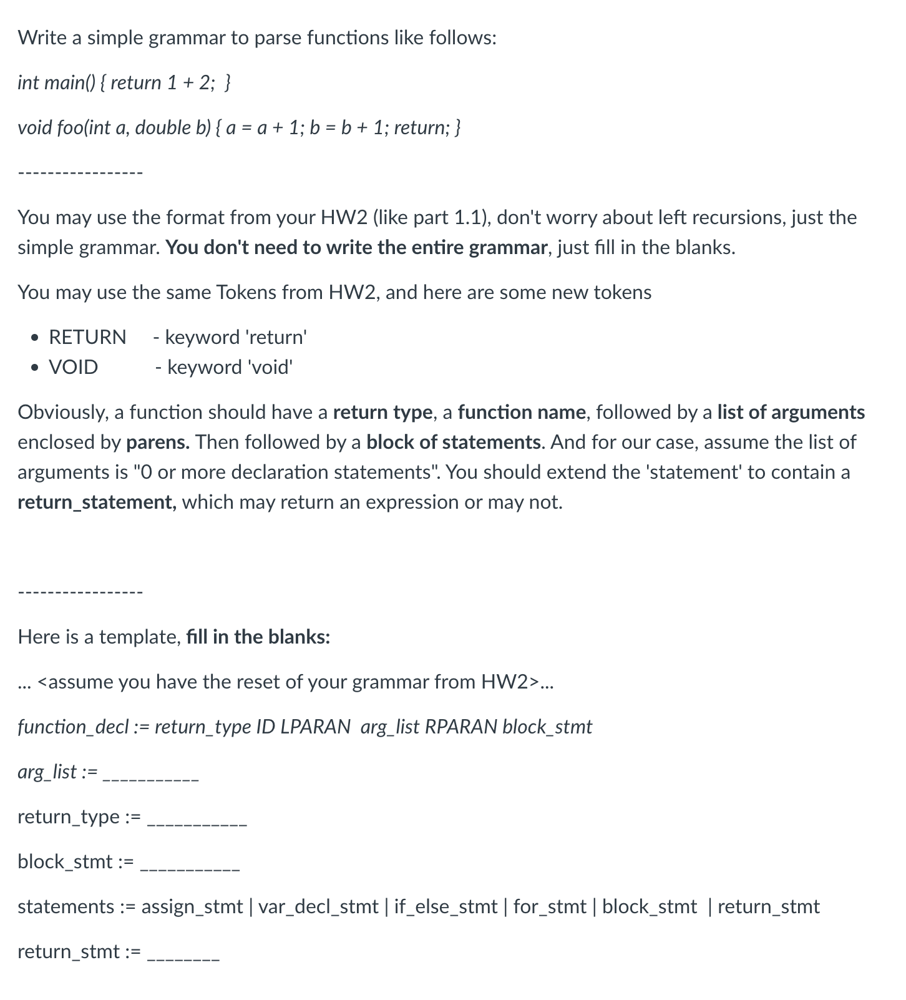 Write a simple grammar to parse functions like follows:
int main() { return 1 + 2;  }
void foo(int a, double b) { a = a + 1; b = b + 1; return; }
-----------------
You may use the format from your HW2 (like part 1.1), don't worry about left recursions, just the
simple grammar. You don't need to write the entire grammar, just fill in the blanks.
You may use the same Tokens from HW2, and here are some new tokens
• RETURN     - keyword 'return'
• VOID           - keyword 'void'
Obviously, a function should have a return type, a function name, followed by a list of arguments
enclosed by parens. Then followed by a block of statements. And for our case, assume the list of
arguments is "0 or more declaration statements". You should extend the 'statement' to contain a
return_statement, which may return an expression or may not.
-----------------
Here is a template, fill in the blanks:
... <assume you have the reset of your grammar from HW2>...
function_decl := return_type ID LPARAN  arg_list RPARAN block_stmt
arg_list := ___________
return_type := ___________
block_stmt := ___________
statements := assign_stmt | var_decl_stmt | if_else_stmt | for_stmt | block_stmt  | return_stmt
return_stmt := ________